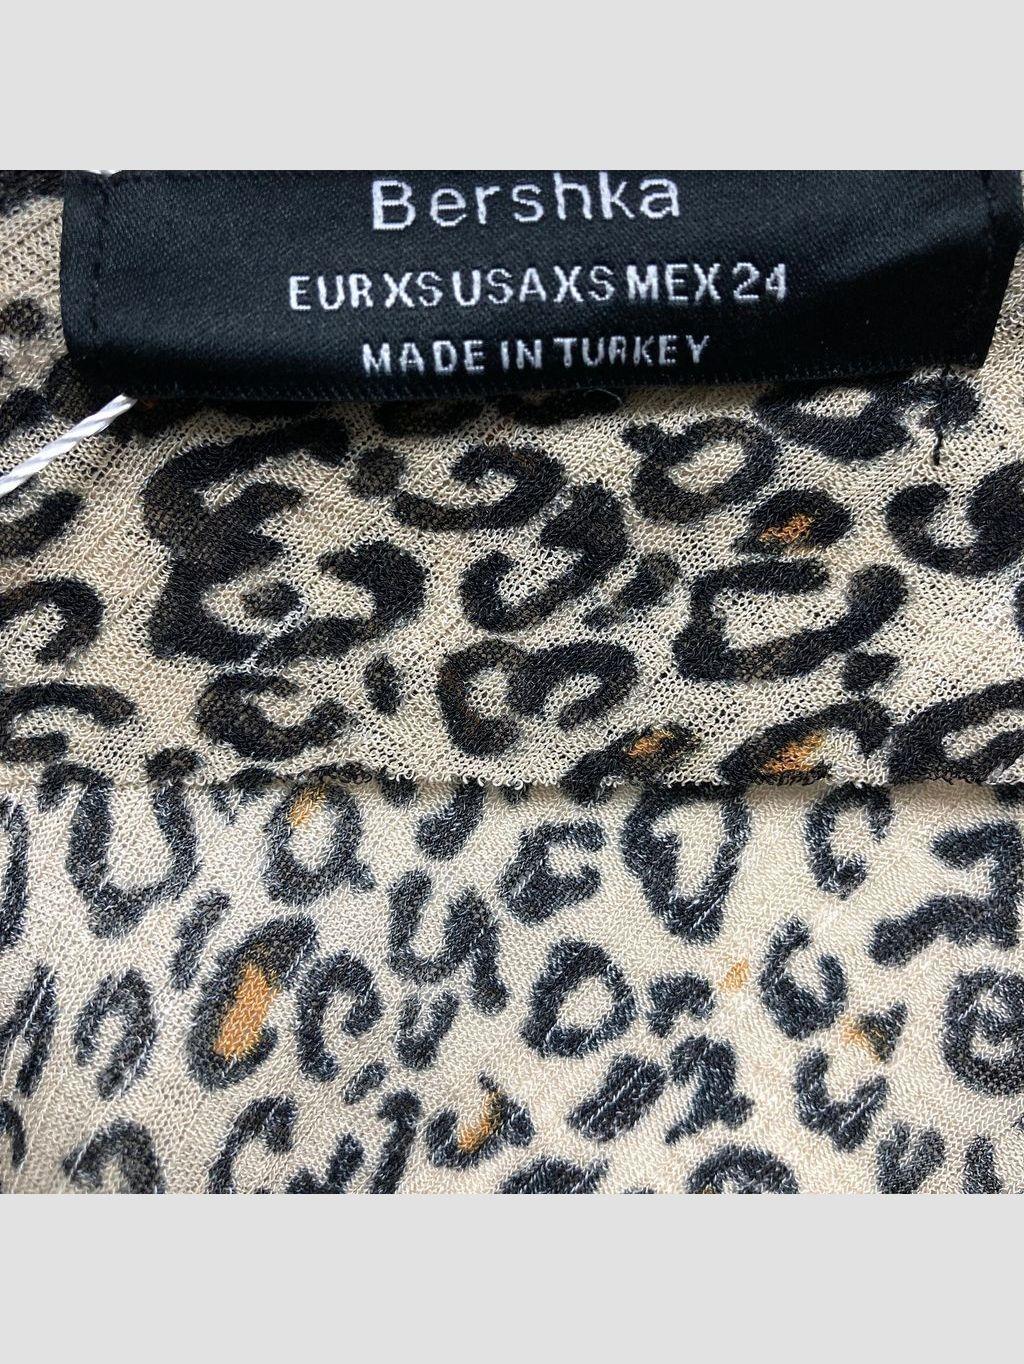 Bershka
EUR XS USA XS MEX 24
MADE IN TURKEY